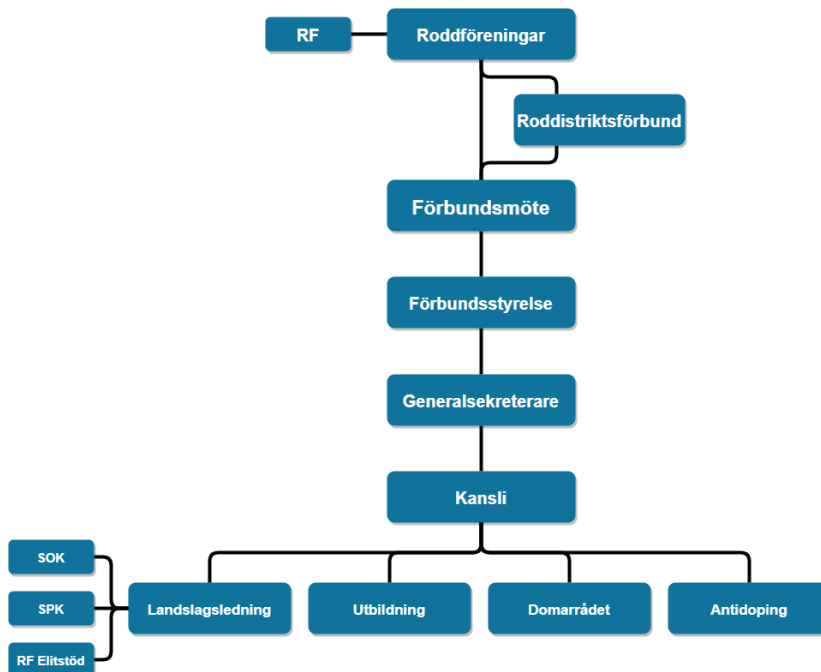 RF
Roddföreningar
Roddistriktsförbund
Förbundsmöte
Förbundsstyrelse
Generalsekreterare
Kansli
SOK
SPK
RF Elitstöd
Landslagsledning
Utbildning
Domarrådet
Antidoping